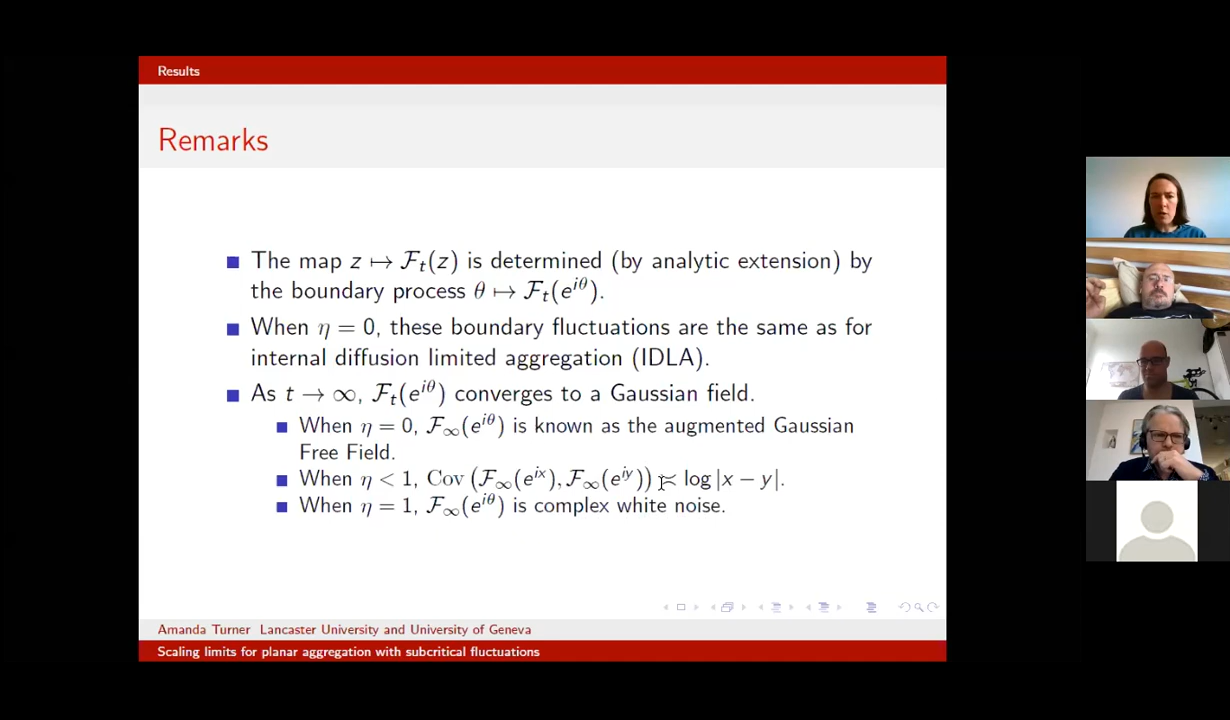 Results
Remarks
The map z ↦ ℱₜ(z) is determined (by analytic extension) by
the boundary process θ ↦ ℱₜ(e^{iθ}).
When η = 0, these boundary fluctuations are the same as for
internal diffusion limited aggregation (IDLA).
As t → ∞, ℱₜ(e^{iθ}) converges to a Gaussian field.
When η = 0, ℱ_∞(e^{iθ}) is known as the augmented Gaussian
Free Field.
When η < 1, Cov (ℱ_∞(e^{ix}), ℱ_∞(e^{iy})) ≍ log |x − y|.
When η = 1, ℱ_∞(e^{iθ}) is complex white noise.
Amanda Turner Lancaster University and University of Geneva
Scaling limits for planar aggregation with subcritical fluctuations